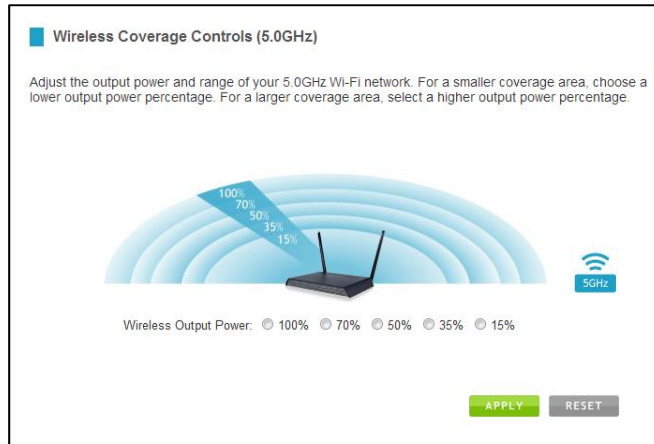 Wireless Coverage Controls (5.0GHz)
Adjust the output power and range of your 5.0GHz Wi-Fi network. For a smaller coverage area, choose a
lower output power percentage. For a larger coverage area, select a higher output power percentage.
100%
70%
50%
35%
15%
5GHz
Wireless Output Power: 100% 70% 50% 35% 15%
APPLY RESET